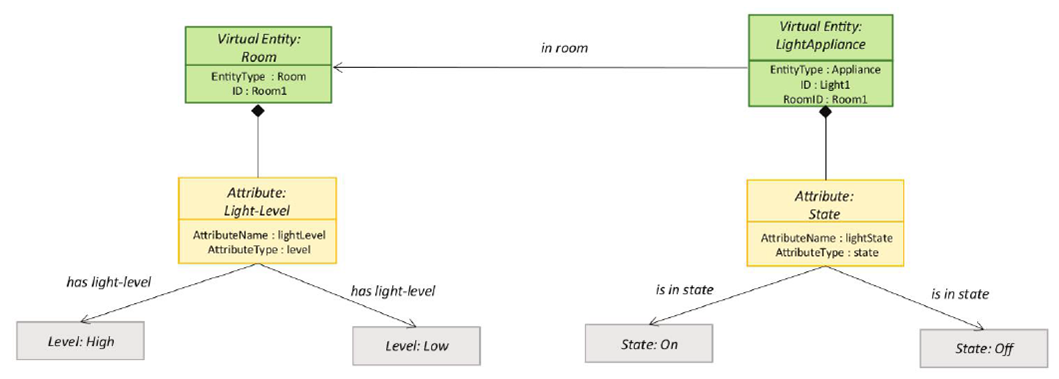 Virtual Entity:
Room
EntityType : Room
ID : Room1
in room
Virtual Entity:
LightAppliance
EntityType : Appliance
ID : Light1
RoomID : Room1
Attribute:
Light-Level
AttributeName : lightLevel
AttributeType : level
Attribute:
State
AttributeName : lightState
AttributeType : state
has light-level
has light-level
is in state
is in state
Level: High
Level: Low
State: On
State: Off